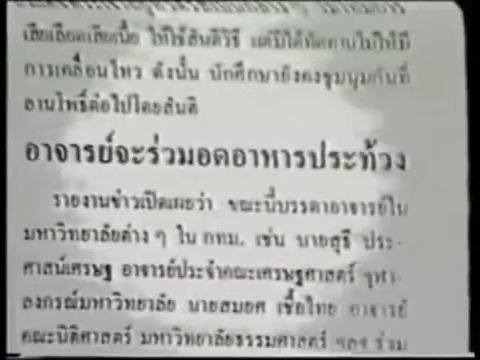 เสียเลือดเสียเนื้อ ให้ใช้สันติวิธี แต่มิได้ทัดทานไม่ให้มี
การเคลื่อนไหว ดังนั้น นักศึกษายังคงชุมนุมกันที่
ลานโพธิ์ต่อไปโดยสันติ
อาจารย์จะร่วมอดอาหารประท้วง
รายงานข่าวเปิดเผยว่า ขณะนี้บรรดาอาจารย์ใน
มหาวิทยาลัยต่าง ๆ ใน กทม. เช่น นายสุธี ประ-
ศาสน์เศรษฐ อาจารย์ประจำคณะเศรษฐศาสตร์ จุฬา-
ลงกรณ์มหาวิทยาลัย นายสมยศ เชื้อไทย อาจารย์
คณะนิติศาสตร์ มหาวิทยาลัยธรรมศาสตร์ ฯลฯ ร่วม